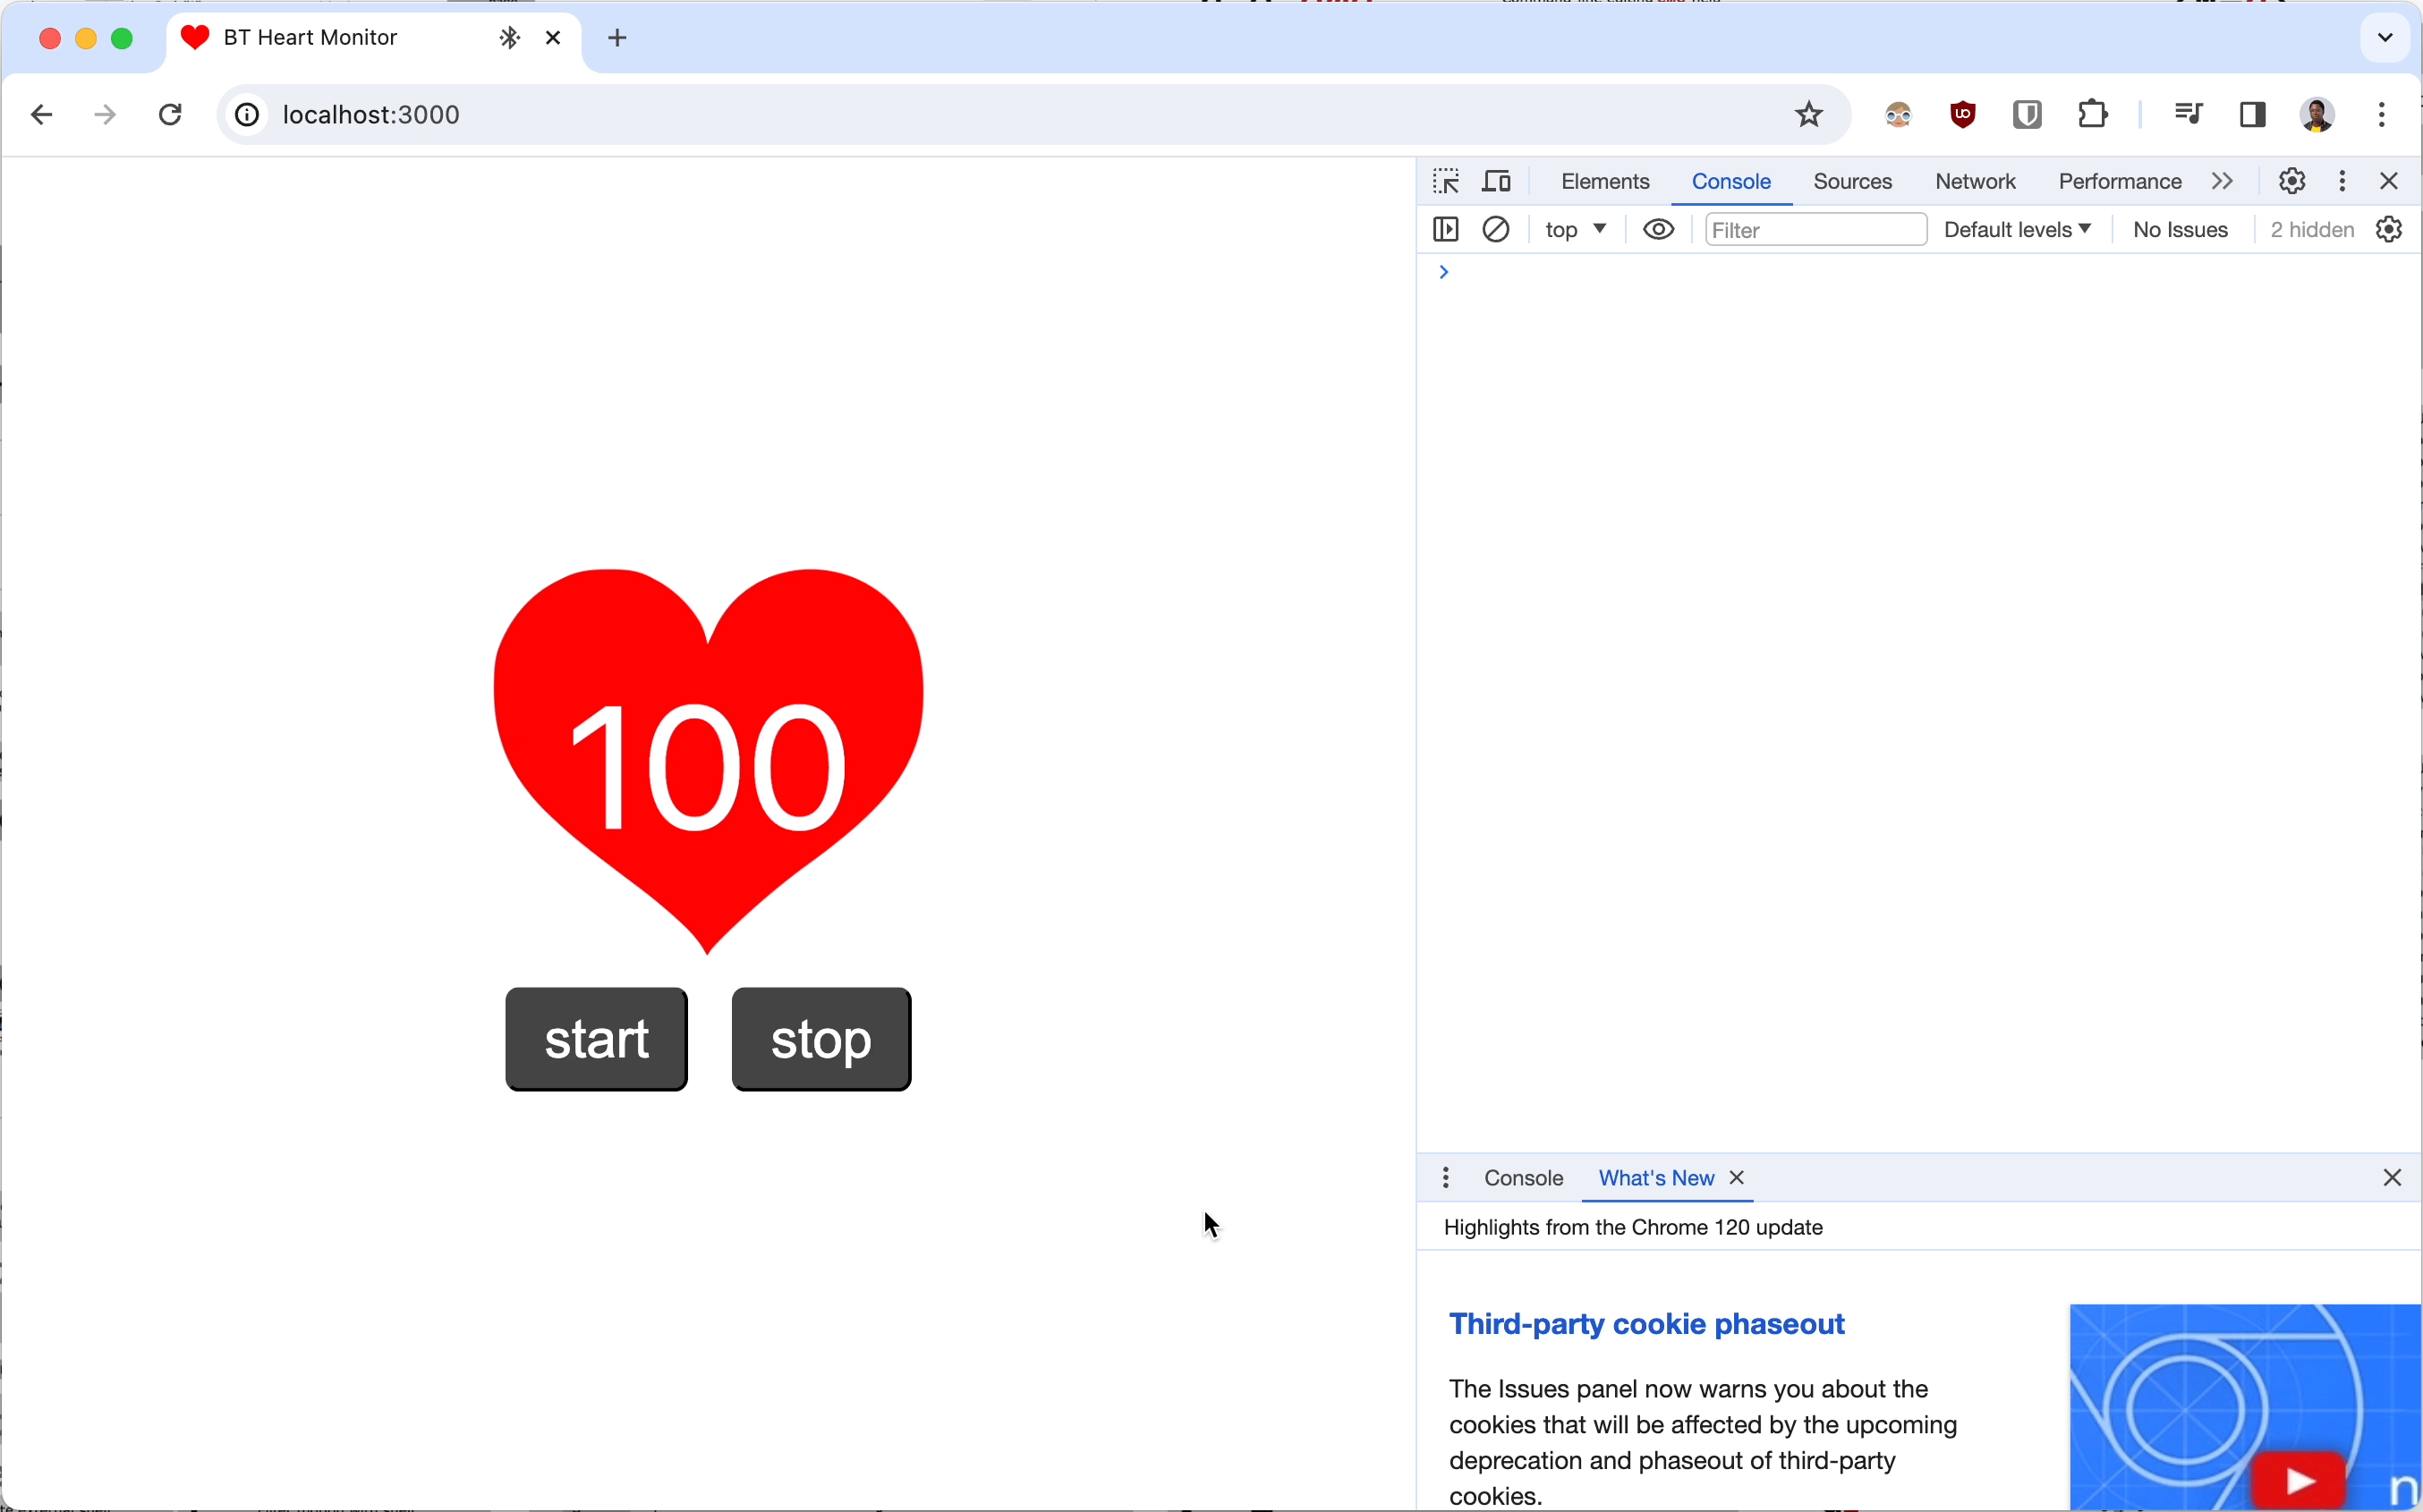 BT Heart Monitor
localhost:3000
Elements Console Sources Network Performance
top Filter Default levels No Issues 2 hidden
100
start stop
Console What's New
Highlights from the Chrome 120 update
Third-party cookie phaseout
The Issues panel now warns you about the
cookies that will be affected by the upcoming
deprecation and phaseout of third-party
cookies.